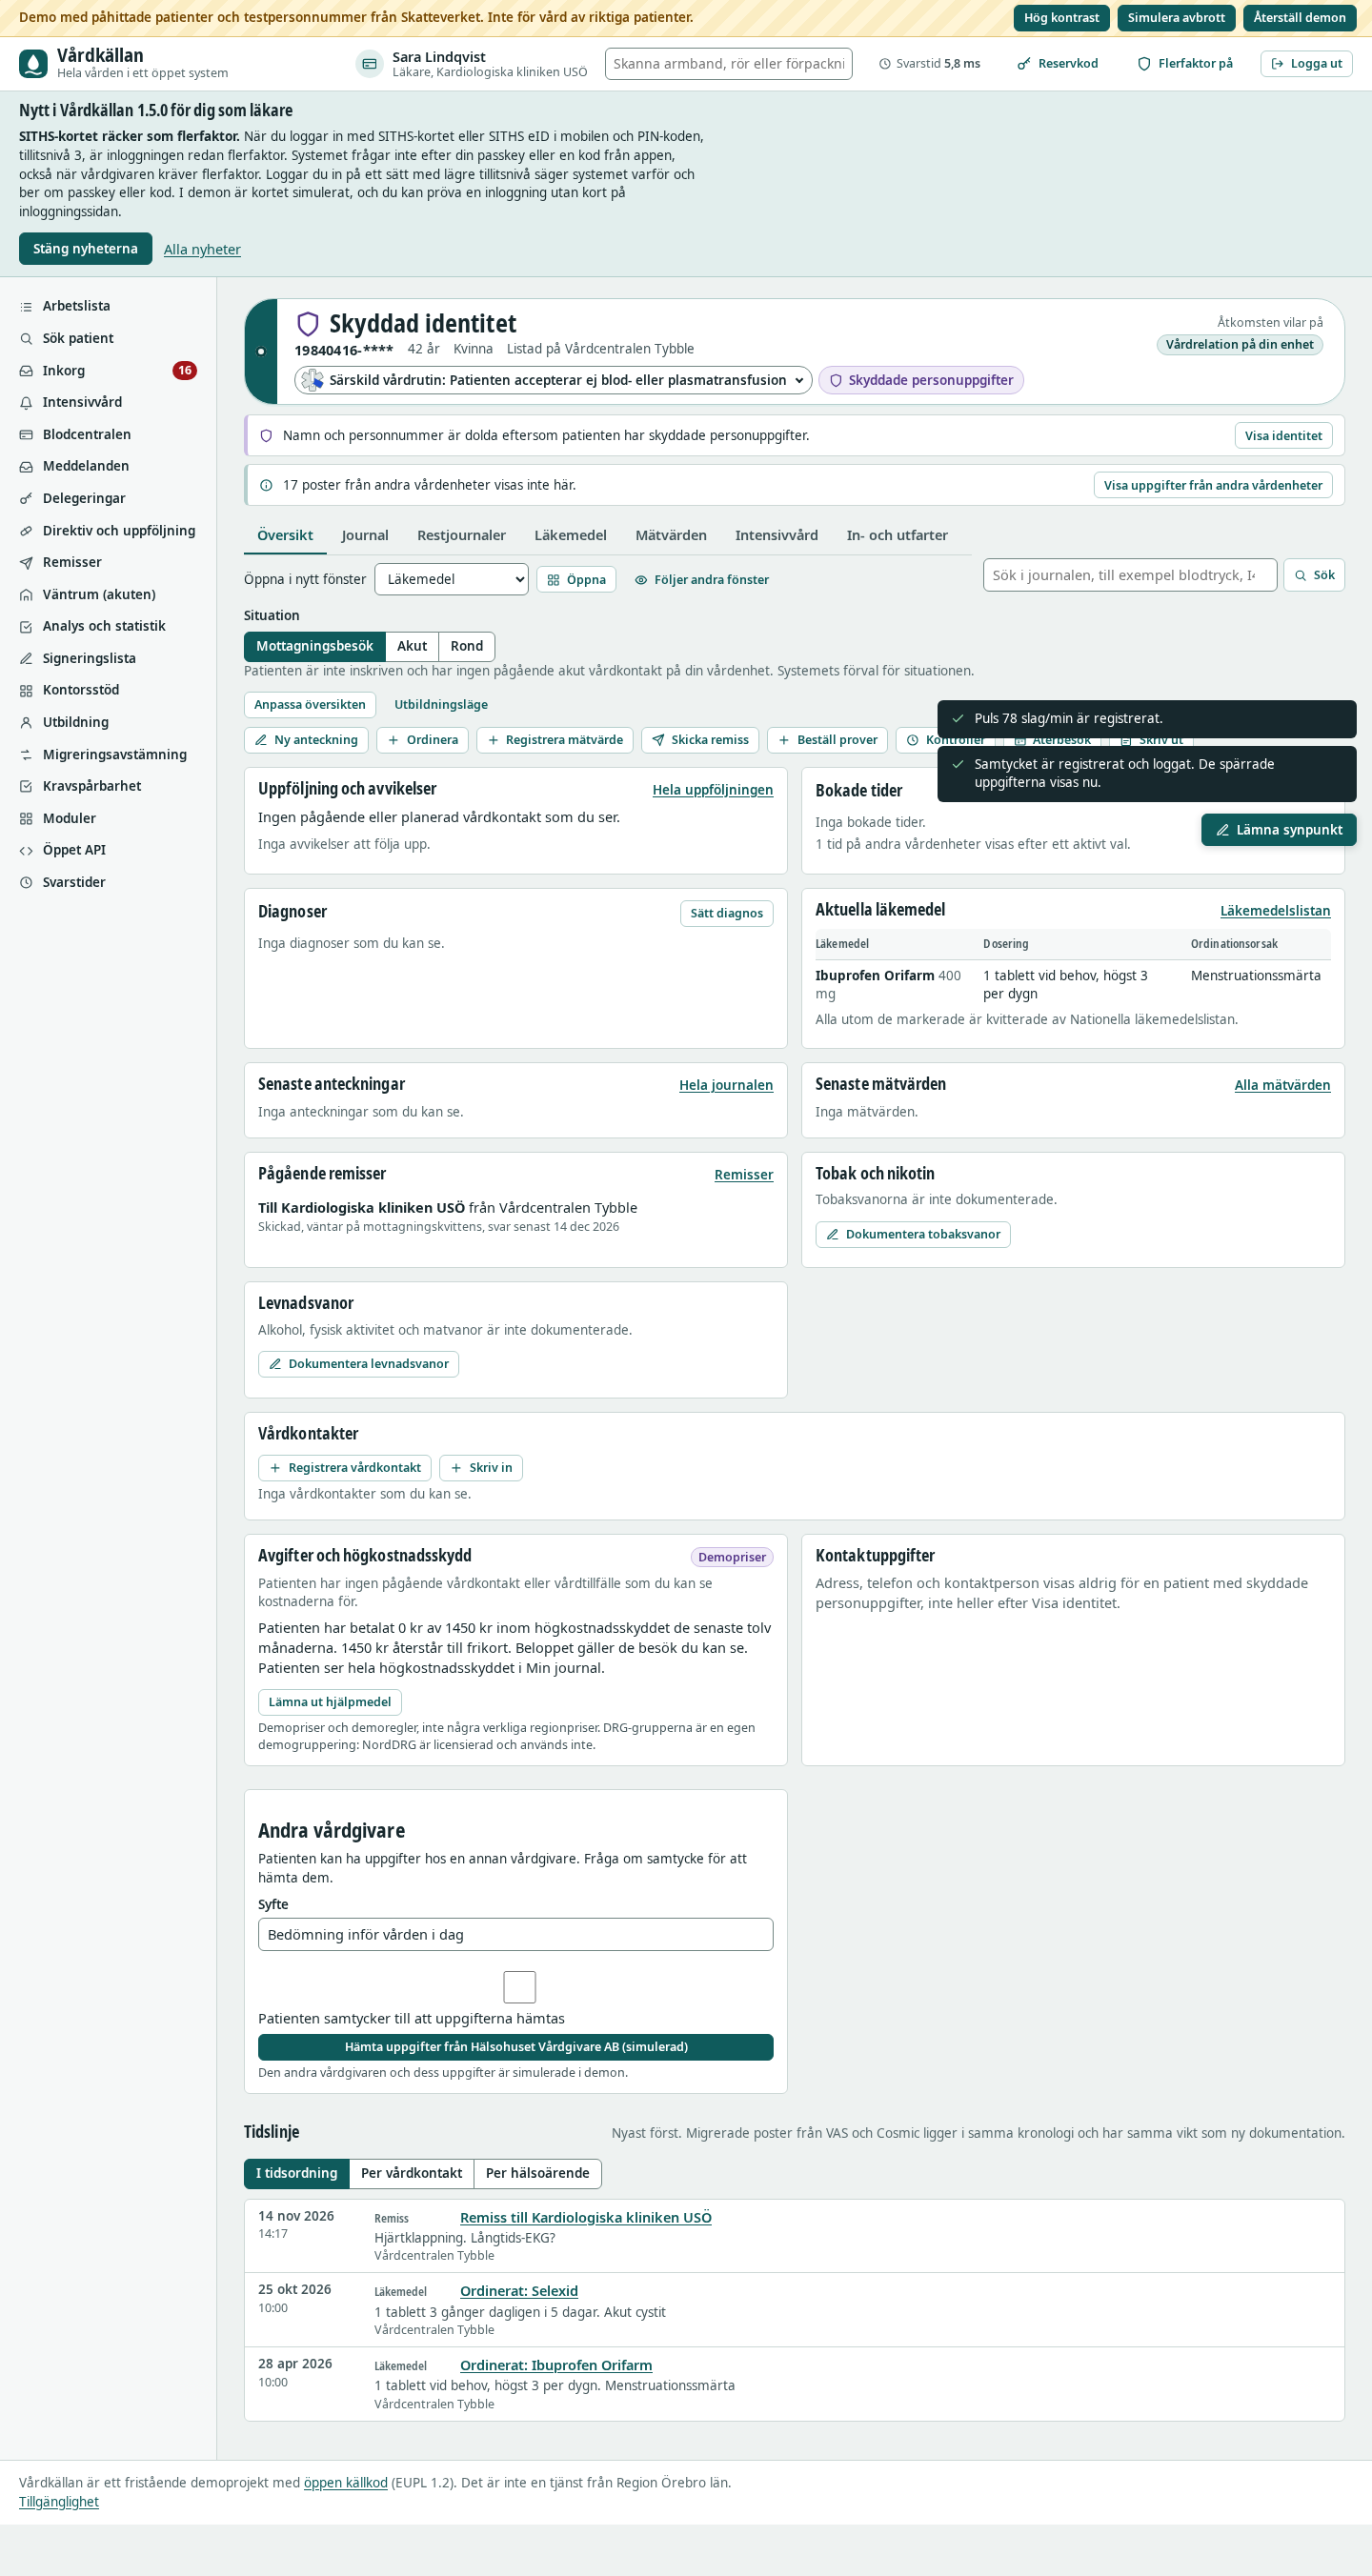 Demo med påhittade patienter och testpersonnummer från Skatteverket. Inte för vård av riktiga patienter.
Hög kontrast
Simulera avbrott
Återställ demon
Vårdkällan
Hela vården i ett öppet system
Sara Lindqvist
Läkare, Kardiologiska kliniken USÖ
Skanna armband, rör eller förpackni
Svarstid 5,8 ms
Reservkod
Flerfaktor på
Logga ut
Nytt i Vårdkällan 1.5.0 för dig som läkare
SITHS-kortet räcker som flerfaktor. När du loggar in med SITHS-kortet eller SITHS eID i mobilen och PIN-koden,
tillitsnivå 3, är inloggningen redan flerfaktor. Systemet frågar inte efter din passkey eller en kod från appen,
också när vårdgivaren kräver flerfaktor. Loggar du in på ett sätt med lägre tillitsnivå säger systemet varför och
ber om passkey eller kod. I demon är kortet simulerat, och du kan pröva en inloggning utan kort på
inloggningssidan.
Stäng nyheterna
Alla nyheter
Arbetslista
Sök patient
Inkorg 16
Intensivvård
Blodcentralen
Meddelanden
Delegeringar
Direktiv och uppföljning
Remisser
Väntrum (akuten)
Analys och statistik
Signeringslista
Kontorsstöd
Utbildning
Migreringsavstämning
Kravspårbarhet
Moduler
Öppet API
Svarstider
Skyddad identitet
19840416-**** 42 år Kvinna Listad på Vårdcentralen Tybble
Särskild vårdrutin: Patienten accepterar ej blod- eller plasmatransfusion
Skyddade personuppgifter
Åtkomsten vilar på
Vårdrelation på din enhet
Namn och personnummer är dolda eftersom patienten har skyddade personuppgifter.
Visa identitet
17 poster från andra vårdenheter visas inte här.
Visa uppgifter från andra vårdenheter
Översikt Journal Restjournaler Läkemedel Mätvärden Intensivvård In- och utfarter
Öppna i nytt fönster Läkemedel Öppna Följer andra fönster
Sök i journalen, till exempel blodtryck, I4
Sök
Situation
Mottagningsbesök Akut Rond
Patienten är inte inskriven och har ingen pågående akut vårdkontakt på din vårdenhet. Systemets förval för situationen.
Anpassa översikten Utbildningsläge
Ny anteckning Ordinera Registrera mätvärde Skicka remiss Beställ prover Kontroller Återbesök Skriv ut
Puls 78 slag/min är registrerat.
Samtycket är registrerat och loggat. De spärrade
uppgifterna visas nu.
Lämna synpunkt
Uppföljning och avvikelser
Hela uppföljningen
Ingen pågående eller planerad vårdkontakt som du ser.
Inga avvikelser att följa upp.
Bokade tider
Inga bokade tider.
1 tid på andra vårdenheter visas efter ett aktivt val.
Diagnoser
Sätt diagnos
Inga diagnoser som du kan se.
Aktuella läkemedel
Läkemedelslistan
Läkemedel Dosering Ordinationsorsak
Ibuprofen Orifarm 400 1 tablett vid behov, högst 3 Menstruationssmärta
mg per dygn
Alla utom de markerade är kvitterade av Nationella läkemedelslistan.
Senaste anteckningar
Hela journalen
Inga anteckningar som du kan se.
Senaste mätvärden
Alla mätvärden
Inga mätvärden.
Pågående remisser
Remisser
Till Kardiologiska kliniken USÖ från Vårdcentralen Tybble
Skickad, väntar på mottagningskvittens, svar senast 14 dec 2026
Tobak och nikotin
Tobaksvanorna är inte dokumenterade.
Dokumentera tobaksvanor
Levnadsvanor
Alkohol, fysisk aktivitet och matvanor är inte dokumenterade.
Dokumentera levnadsvanor
Vårdkontakter
Registrera vårdkontakt Skriv in
Inga vårdkontakter som du kan se.
Avgifter och högkostnadsskydd
Demopriser
Patienten har ingen pågående vårdkontakt eller vårdtillfälle som du kan se
kostnaderna för.
Patienten har betalat 0 kr av 1450 kr inom högkostnadsskyddet de senaste tolv
månaderna. 1450 kr återstår till frikort. Beloppet gäller de besök du kan se.
Patienten ser hela högkostnadsskyddet i Min journal.
Lämna ut hjälpmedel
Demopriser och demoregler, inte några verkliga regionpriser. DRG-grupperna är en egen
demogruppering: NordDRG är licensierad och används inte.
Kontaktuppgifter
Adress, telefon och kontaktperson visas aldrig för en patient med skyddade
personuppgifter, inte heller efter Visa identitet.
Andra vårdgivare
Patienten kan ha uppgifter hos en annan vårdgivare. Fråga om samtycke för att
hämta dem.
Syfte
Bedömning inför vården i dag
Patienten samtycker till att uppgifterna hämtas
Hämta uppgifter från Hälsohuset Vårdgivare AB (simulerad)
Den andra vårdgivaren och dess uppgifter är simulerade i demon.
Tidslinje
Nyast först. Migrerade poster från VAS och Cosmic ligger i samma kronologi och har samma vikt som ny dokumentation.
I tidsordning Per vårdkontakt Per hälsoärende
14 nov 2026 Remiss Remiss till Kardiologiska kliniken USÖ
14:17 Hjärtklappning. Långtids-EKG?
Vårdcentralen Tybble
25 okt 2026 Läkemedel Ordinerat: Selexid
10:00 1 tablett 3 gånger dagligen i 5 dagar. Akut cystit
Vårdcentralen Tybble
28 apr 2026 Läkemedel Ordinerat: Ibuprofen Orifarm
10:00 1 tablett vid behov, högst 3 per dygn. Menstruationssmärta
Vårdcentralen Tybble
Vårdkällan är ett fristående demoprojekt med öppen källkod (EUPL 1.2). Det är inte en tjänst från Region Örebro län.
Tillgänglighet